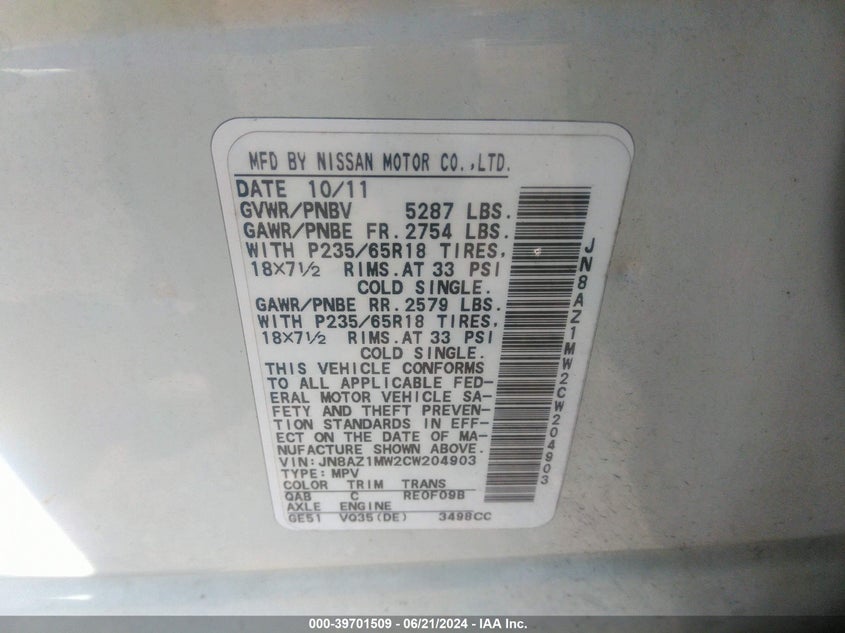 MFD BY NISSAN MOTOR CO.,LTD.
DATE 10/11
GVWR/PNBV 5287 LBS.
GAWR/PNBE FR. 2754 LBS.
WITH P235/65R18 TIRES,
18×7½ RIMS.AT 33 PSI
COLD SINGLE.
GAWR/PNBE RR. 2579 LBS.
WITH P235/65R18 TIRES,
18×7½ RIMS.AT 33 PSI
COLD SINGLE.
THIS VEHICLE CONFORMS
TO ALL APPLICABLE FED-
ERAL MOTOR VEHICLE SA-
FETY AND THEFT PREVEN-
TION STANDARDS IN EFF-
ECT ON THE DATE OF MA-
NUFACTURE SHOWN ABOVE.
VIN:JN8AZ1MW2CW204903
TYPE:MPV
COLOR TRIM TRANS
QAB C RE0F09B
AXLE ENGINE
GE51 VQ35(DE) 3498CC
JN8AZ1MW2CW204903
000-39701509 - 06/21/2024 - IAA Inc.